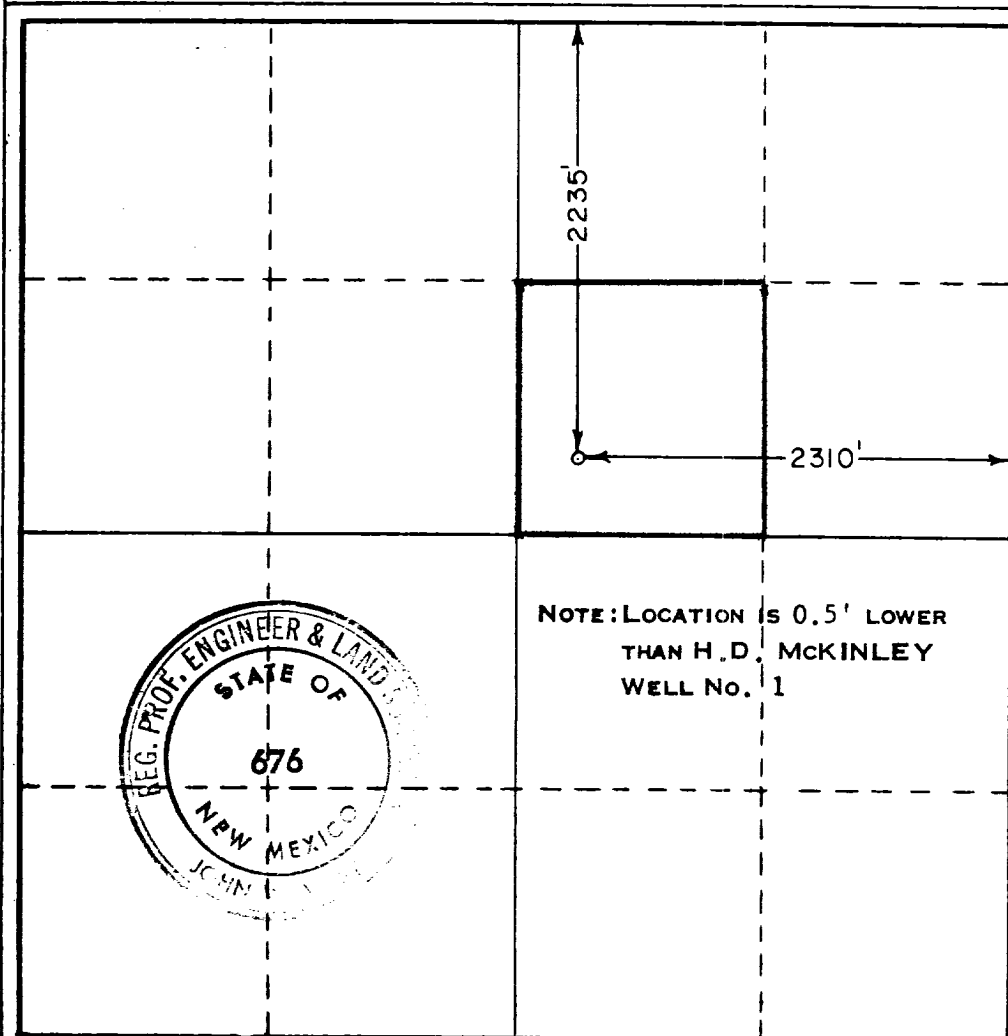 2235'
2310'
NOTE: LOCATION IS 0.5' LOWER
THAN H.D. McKINLEY
WELL No. 1
REG. PROF. ENGINEER & LAND
STATE OF
676
NEW MEXICO
JOHN